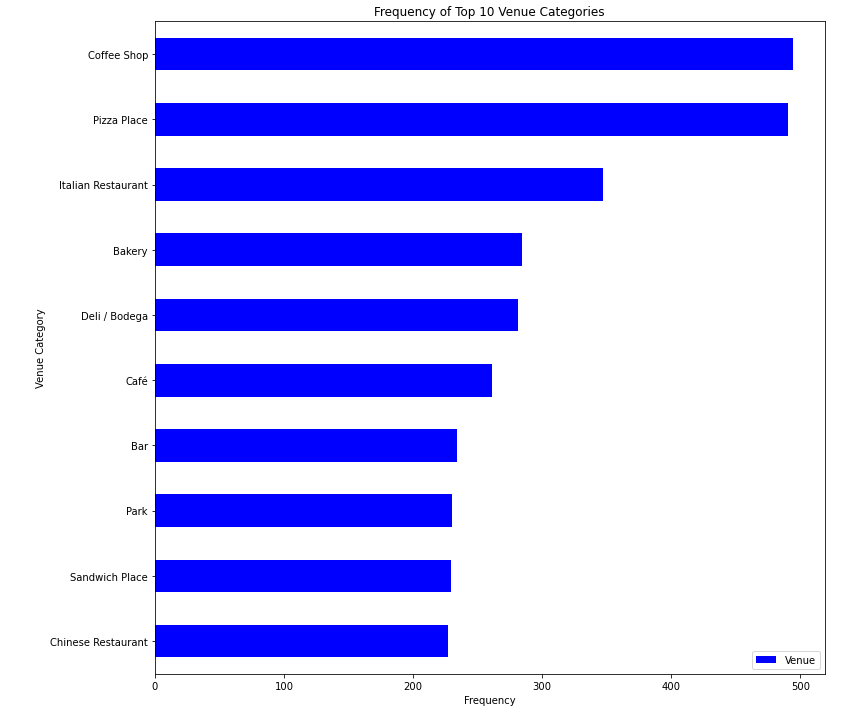 Frequency of Top 10 Venue Categories
Coffee Shop
Pizza Place
Italian Restaurant
Bakery
Deli / Bodega
Café
Bar
Park
Sandwich Place
Chinese Restaurant
Venue Category
0 100 200 300 400 500
Frequency
Venue